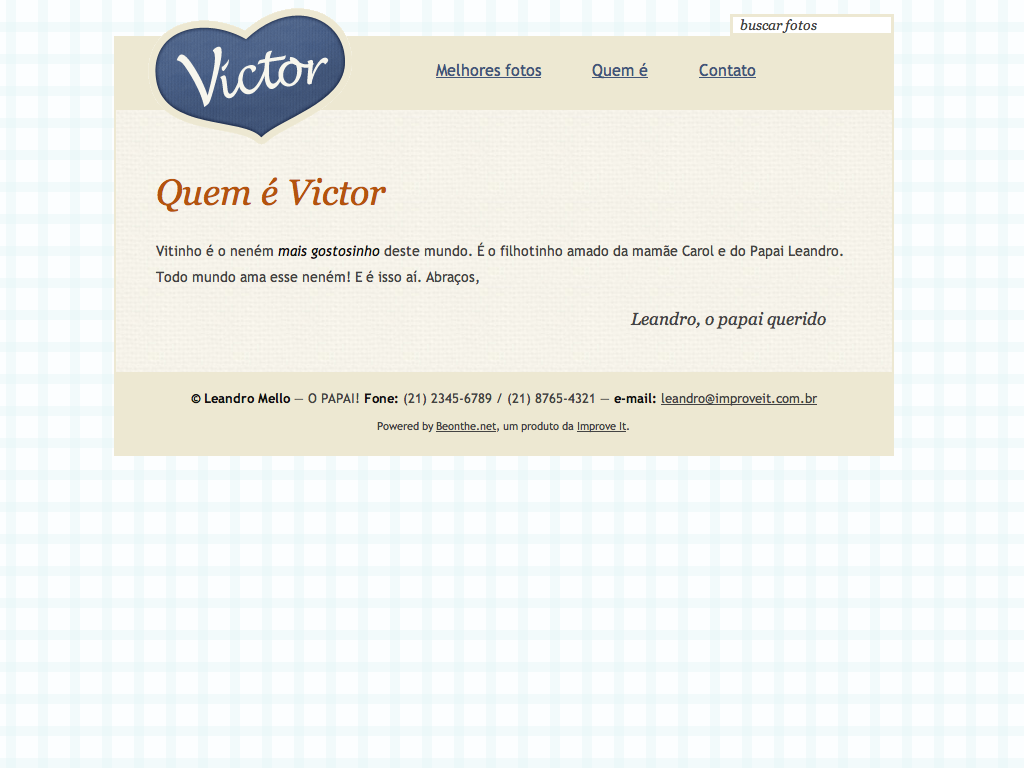 buscar fotos
Victor
Melhores fotos Quem é Contato
Quem é Victor
Vitinho é o neném mais gostosinho deste mundo. É o filhotinho amado da mamãe Carol e do Papai Leandro.
Todo mundo ama esse neném! E é isso aí. Abraços,
Leandro, o papai querido
© Leandro Mello — O PAPAI! Fone: (21) 2345-6789 / (21) 8765-4321 — e-mail: leandro@improveit.com.br
Powered by Beonthe.net, um produto da Improve It.